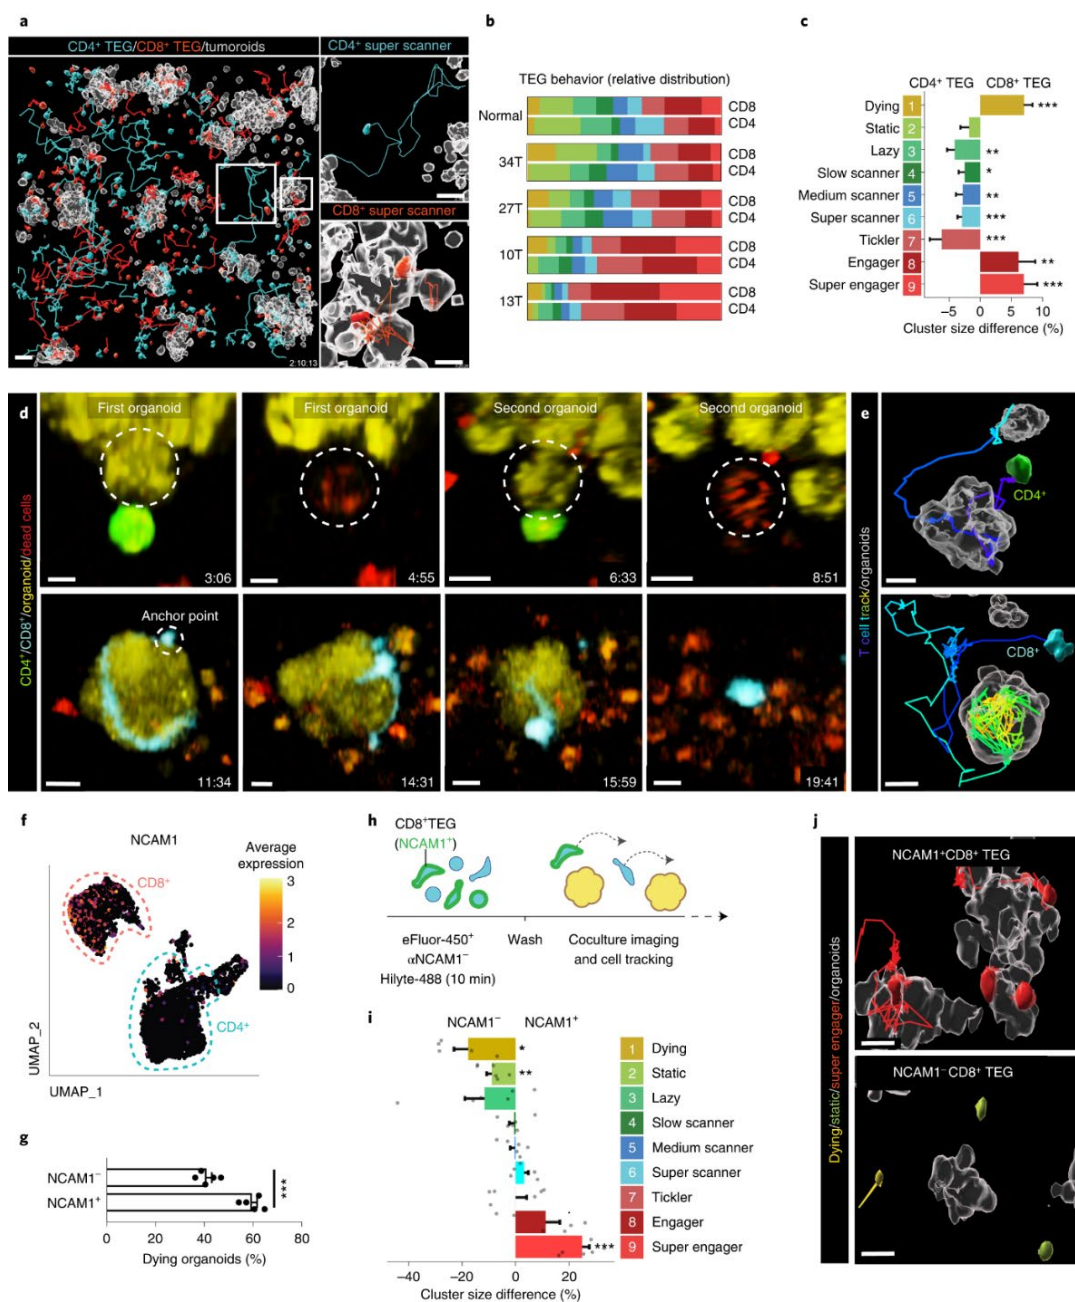 a
CD4+ TEG/CD8+ TEG/tumoroids
CD4+ super scanner
CD8+ super scanner
2:10:13
b
TEG behavior (relative distribution)
Normal
CD8
CD4
34T
CD8
CD4
27T
CD8
CD4
10T
CD8
CD4
13T
CD8
CD4
c
CD4+ TEG
CD8+ TEG
Dying 1 ***
Static 2
Lazy 3 **
Slow scanner 4 *
Medium scanner 5 **
Super scanner 6 ***
Tickler 7 ***
Engager 8 **
Super engager 9 ***
−5 0 10
Cluster size difference (%)
d
CD4+/CD8+/organoid/dead cells
First organoid
3:06
First organoid
4:55
Second organoid
6:33
Second organoid
8:51
Anchor point
11:34
14:31
15:59
19:41
e
T cell track/organoids
CD4+
CD8+
f
NCAM1
Average
expression
3
2
1
0
CD8+
CD4+
UMAP_2
UMAP_1
g
NCAM1−
NCAM1+
***
0 20 40 60 80
Dying organoids (%)
h
CD8+TEG
(NCAM1+)
eFluor-450+
αNCAM1−
Hilyte-488 (10 min)
Wash
Coculture imaging
and cell tracking
i
NCAM1−
NCAM1+
* 1 Dying
** 2 Static
3 Lazy
4 Slow scanner
5 Medium scanner
6 Super scanner
7 Tickler
8 Engager
*** 9 Super engager
−40 −20 0 20
Cluster size difference (%)
j
Dying/static/super engager/organoids
NCAM1+CD8+ TEG
NCAM1−CD8+ TEG